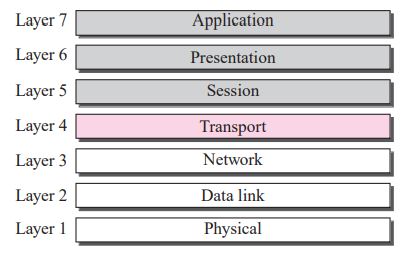 Layer 7 Application
Layer 6 Presentation
Layer 5 Session
Layer 4 Transport
Layer 3 Network
Layer 2 Data link
Layer 1 Physical